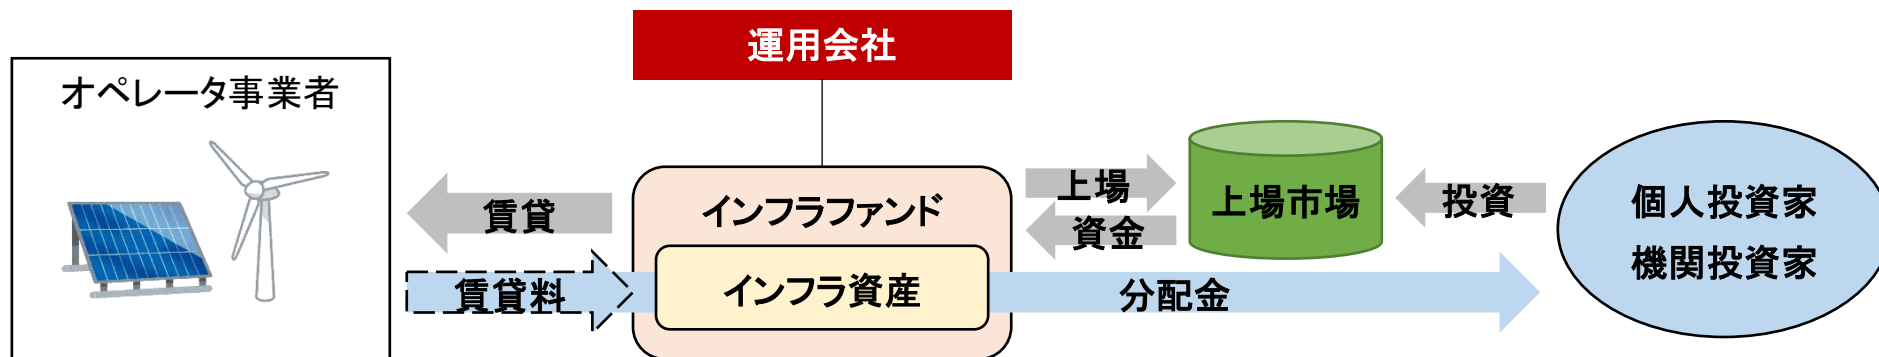 運用会社
オペレータ事業者
賃貸
賃貸料
インフラファンド
インフラ資産
上場
資金
上場市場
投資
分配金
個人投資家
機関投資家